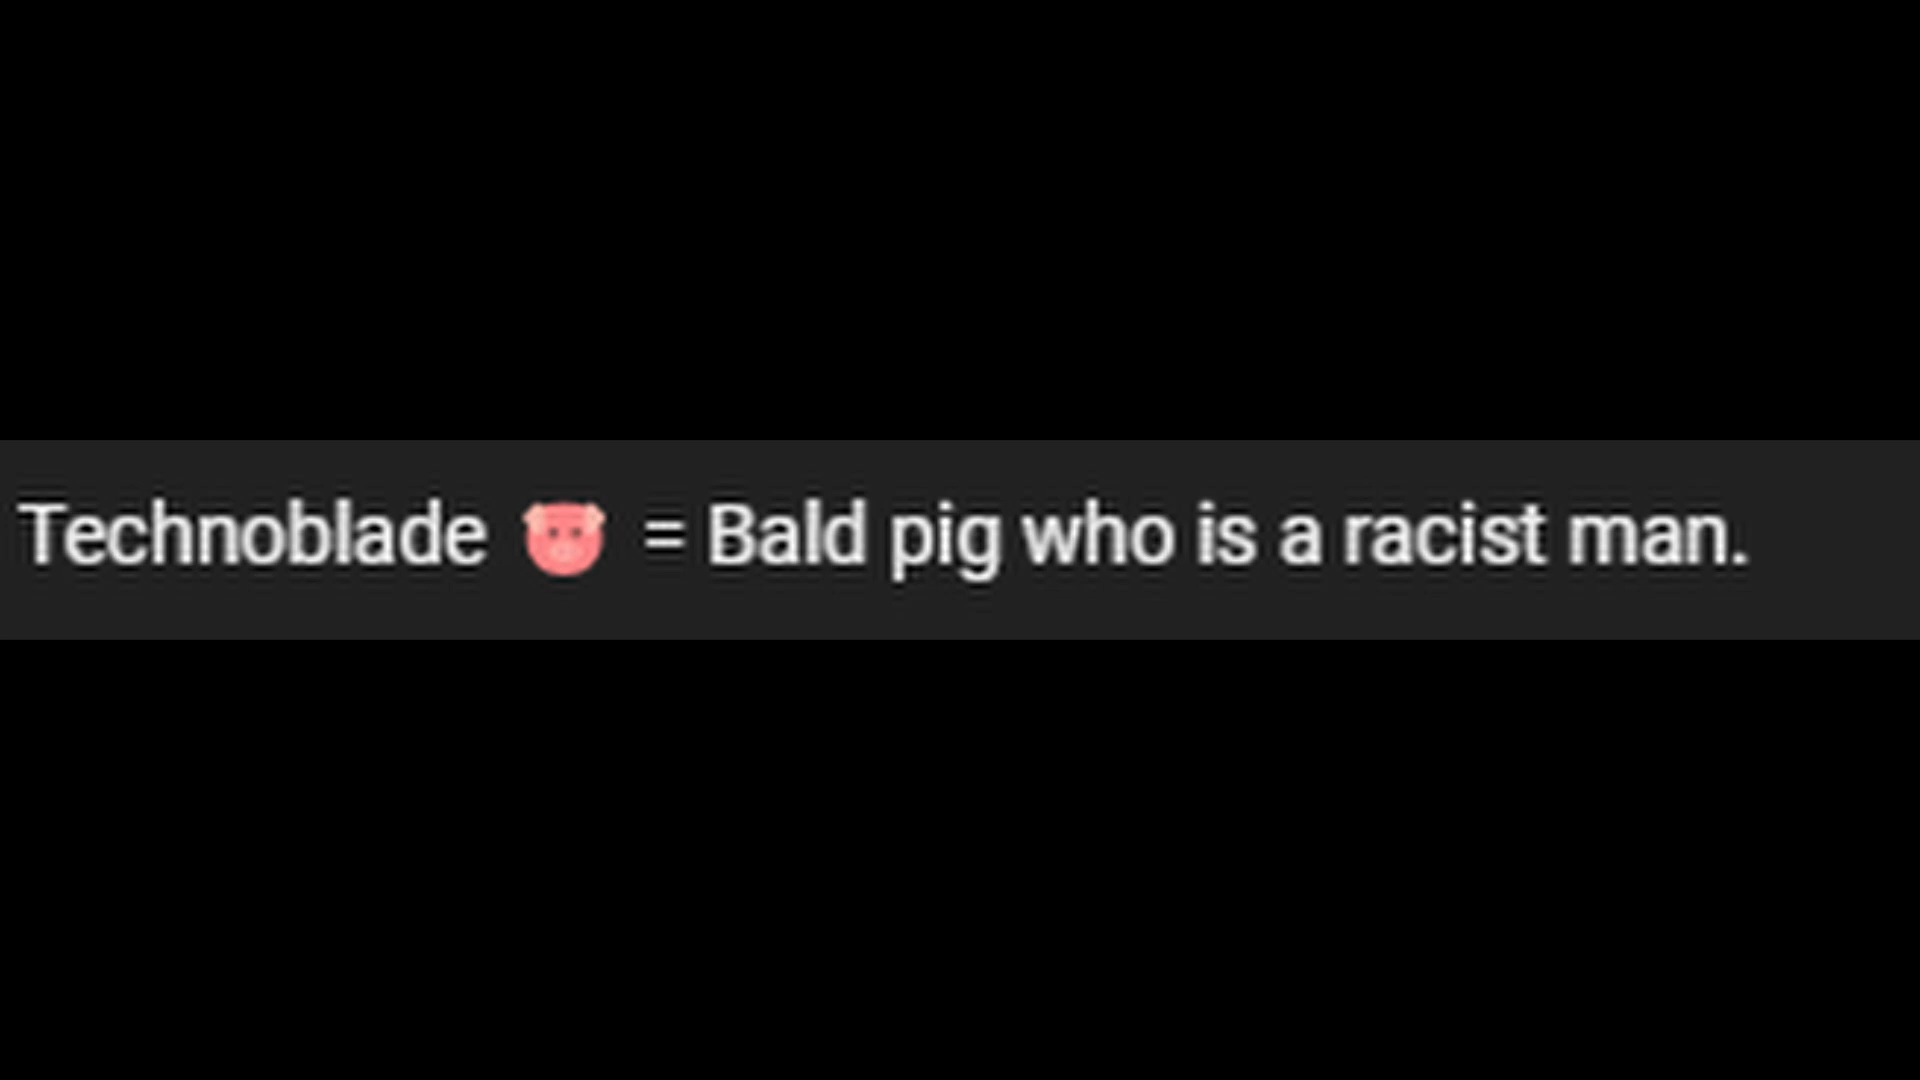 Technoblade 🐷 = Bald pig who is a racist man.